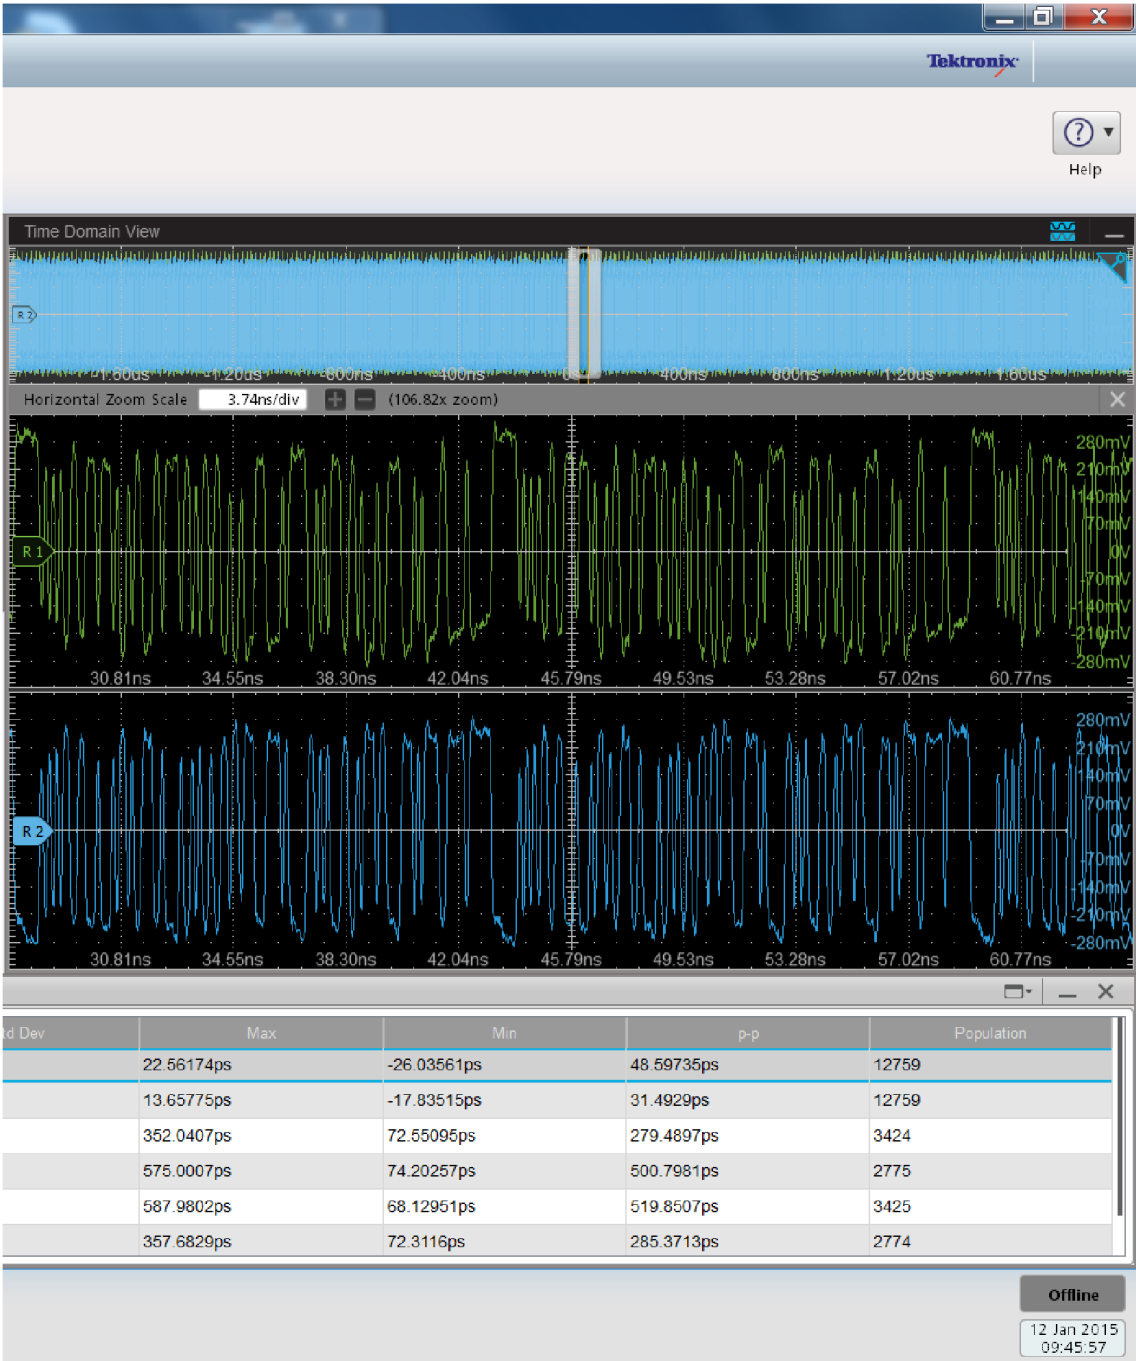 Tektronix
Help
Time Domain View
R 2
-1.60us -1.20us -800ns -400ns 0s 400ns 800ns 1.20us 1.60us
Horizontal Zoom Scale 3.74ns/div (106.82x zoom)
280mV
210mV
140mV
70mV
R 1 0V
-70mV
-140mV
-210mV
-280mV
30.81ns 34.55ns 38.30ns 42.04ns 45.79ns 49.53ns 53.28ns 57.02ns 60.77ns
280mV
210mV
140mV
70mV
R 2 0V
-70mV
-140mV
-210mV
-280mV
30.81ns 34.55ns 38.30ns 42.04ns 45.79ns 49.53ns 53.28ns 57.02ns 60.77ns
td Dev Max Min p-p Population
22.56174ps -26.03561ps 48.59735ps 12759
13.65775ps -17.83515ps 31.4929ps 12759
352.0407ps 72.55095ps 279.4897ps 3424
575.0007ps 74.20257ps 500.7981ps 2775
587.9802ps 68.12951ps 519.8507ps 3425
357.6829ps 72.3116ps 285.3713ps 2774
Offline
12 Jan 2015
09:45:57